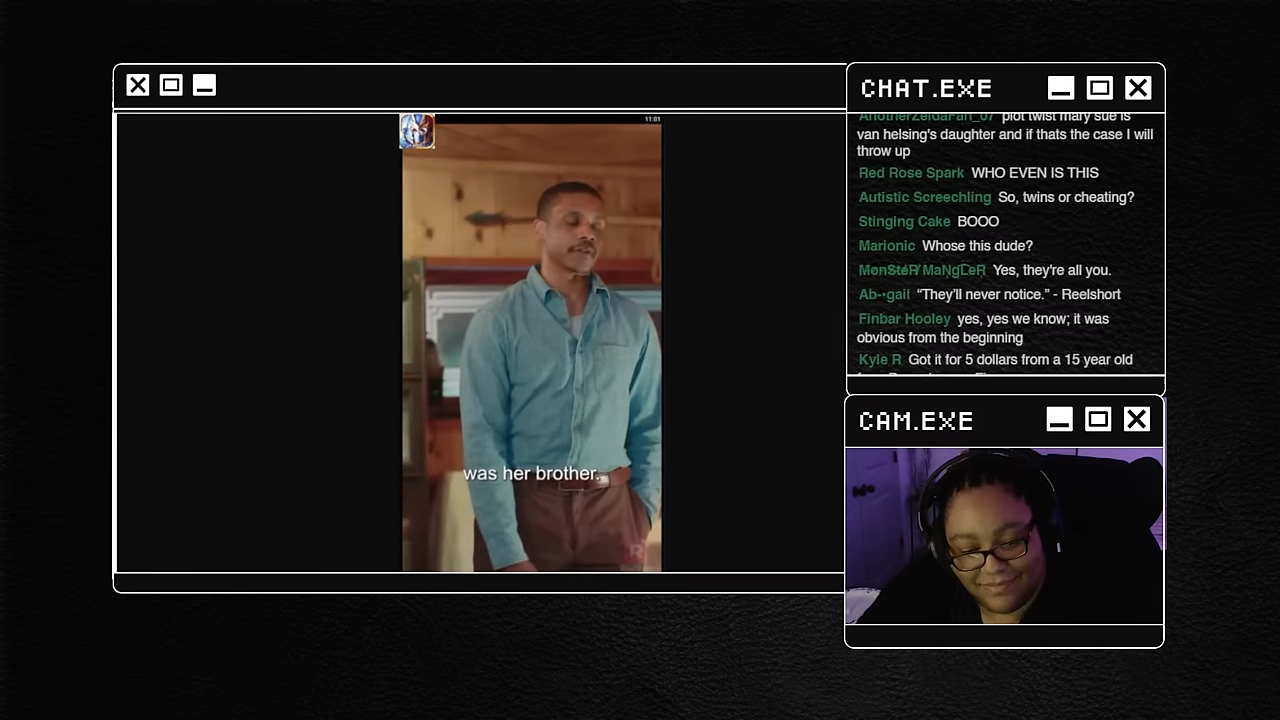 CHAT.EXE
11:01
AnotherZeldaFan_07 plot twist mary sue is
van helsing's daughter and if thats the case I will
throw up
Red Rose Spark WHO EVEN IS THIS
Autistic Screechling So, twins or cheating?
Stinging Cake BOOO
Marionic Whose this dude?
MonSteR MaNgLeR Yes, they're all you.
Ab--gail “They’ll never notice.” - Reelshort
Finbar Hooley yes, yes we know; it was
obvious from the beginning
Kyle R Got it for 5 dollars from a 15 year old
CAM.EXE
was her brother.